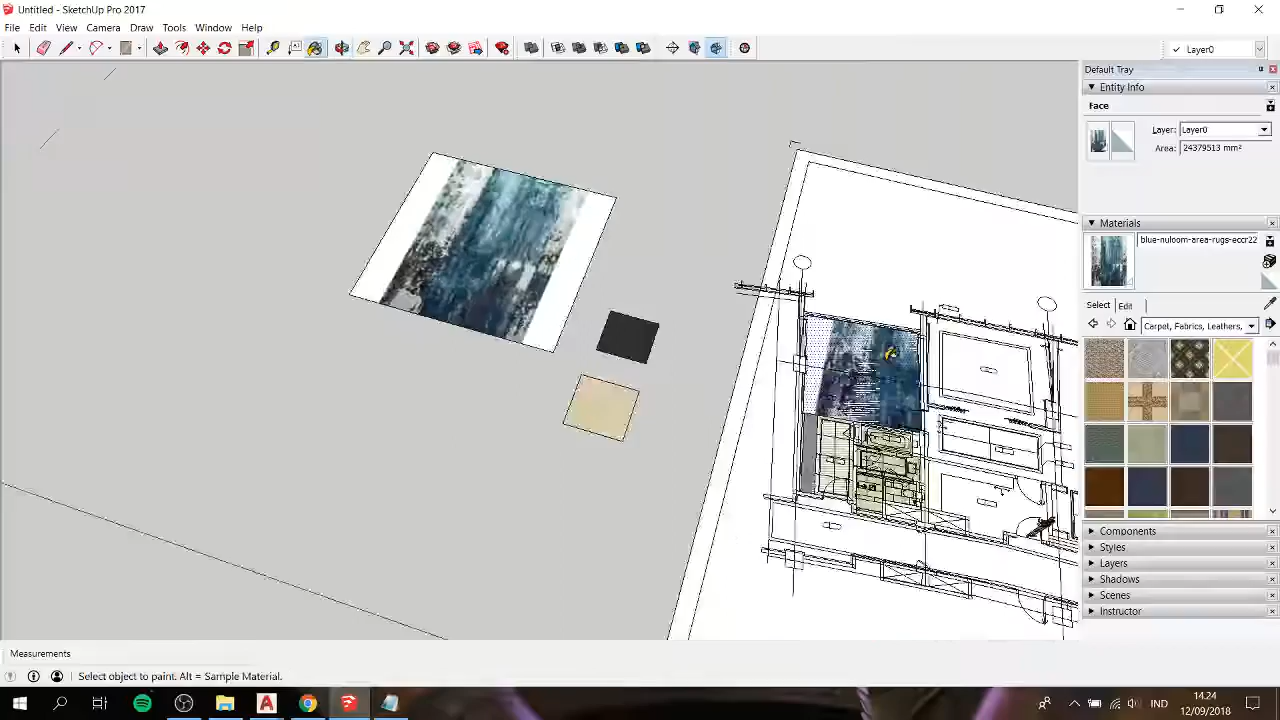 Untitled - SketchUp Pro 2017
File Edit View Camera Draw Tools Window Help
Layer0
Default Tray
Entity Info
Face
Layer: Layer0
Area: 24379513 mm²
Materials
blue-nuloom-area-rugs-eccr22
Select Edit
Carpet, Fabrics, Leathers,
Components
Styles
Layers
Shadows
Scenes
Instructor
Measurements
Select object to paint. Alt = Sample Material.
IND
14.24
12/09/2018